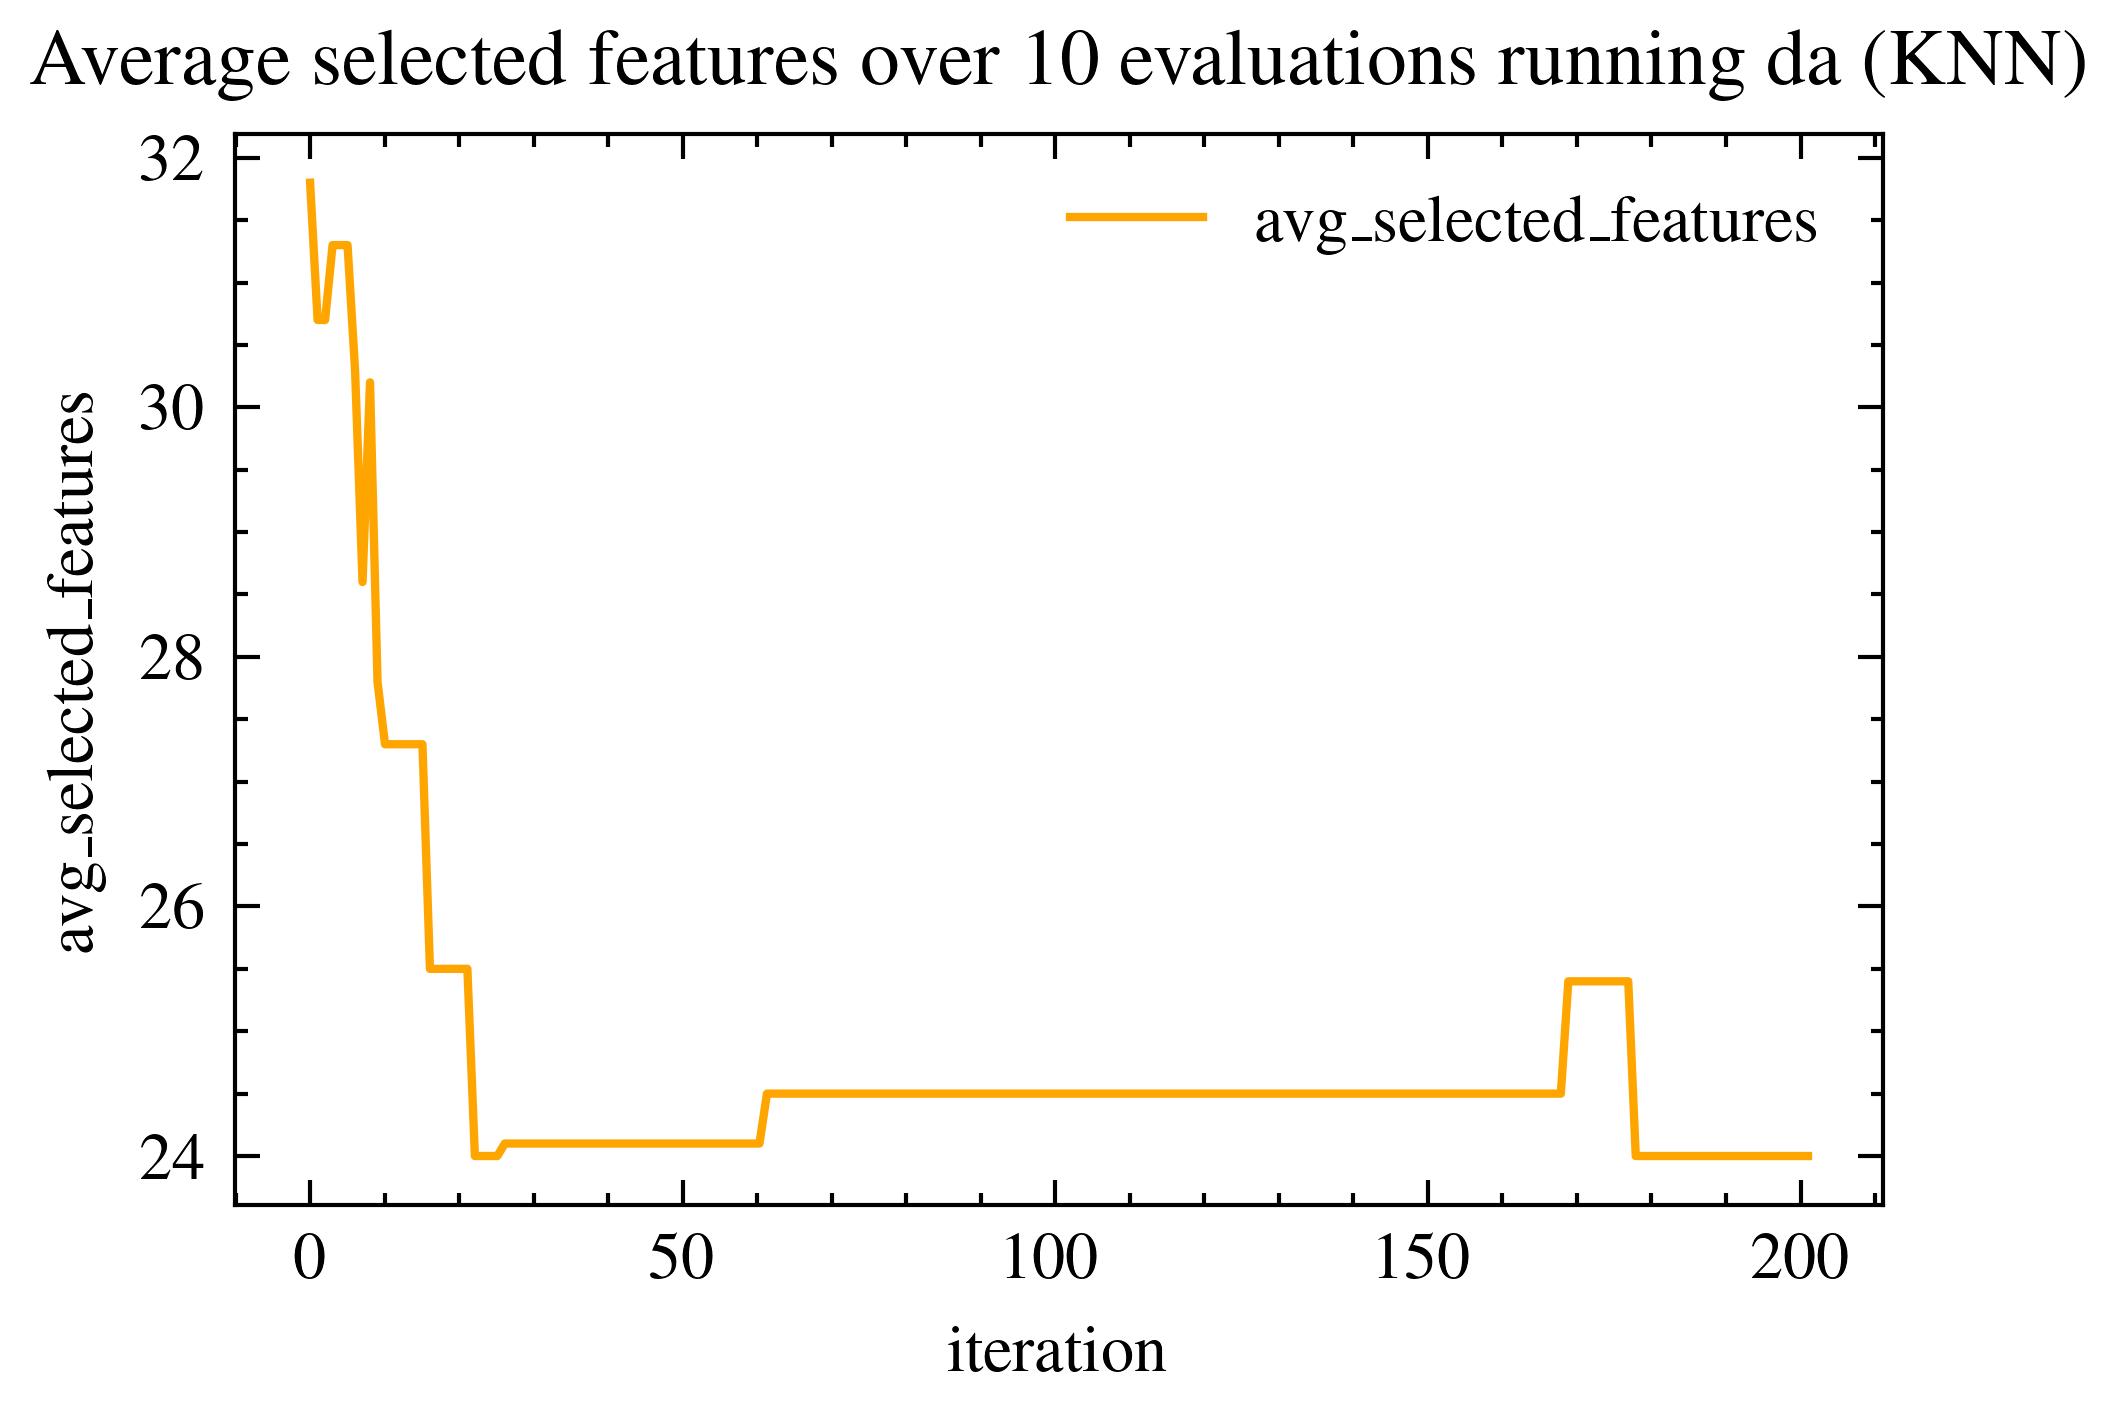 Average selected features over 10 evaluations running da (KNN)
avg_selected_features
avg_selected_features
32
30
28
26
24
0 50 100 150 200
iteration